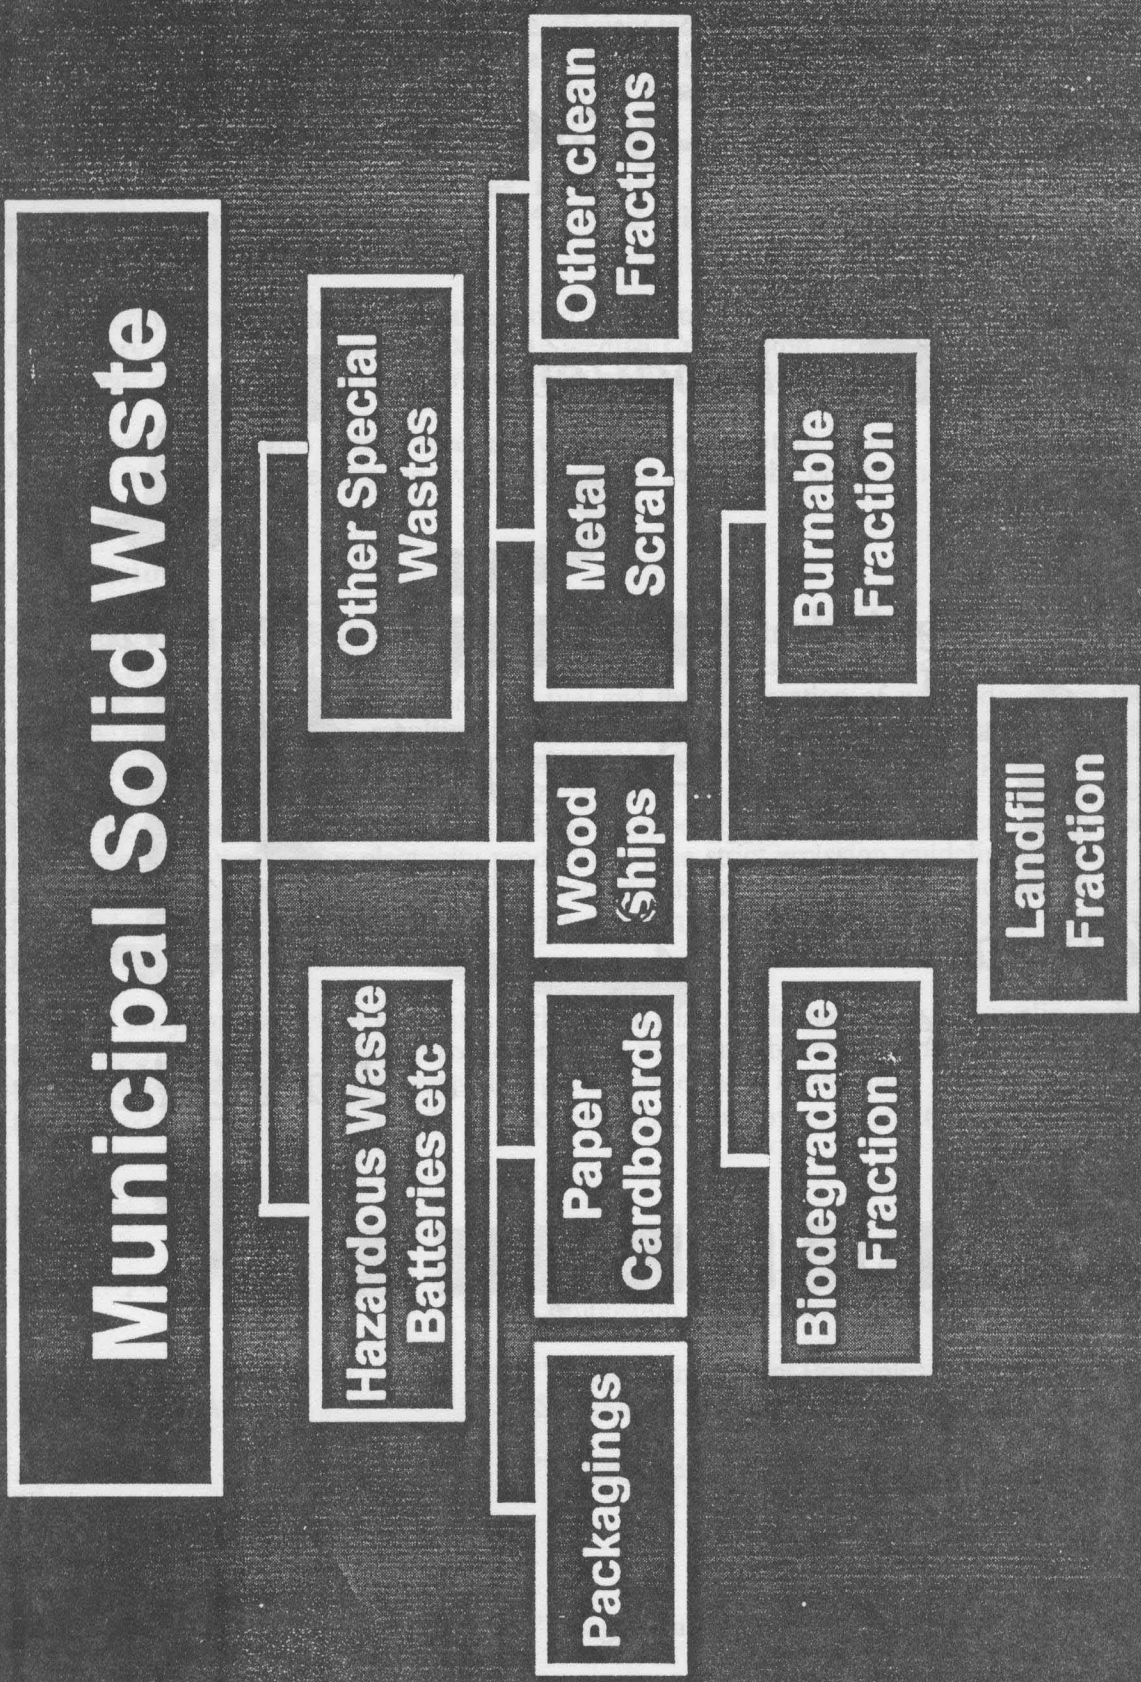 Municipal Solid Waste
Hazardous Waste
Batteries etc
Other Special
Wastes
Packagings
Paper
Cardboards
Wood
ships
Metal
Scrap
Other clean
Fractions
Biodegradable
Fraction
Burnable
Fraction
Landfill
Fraction